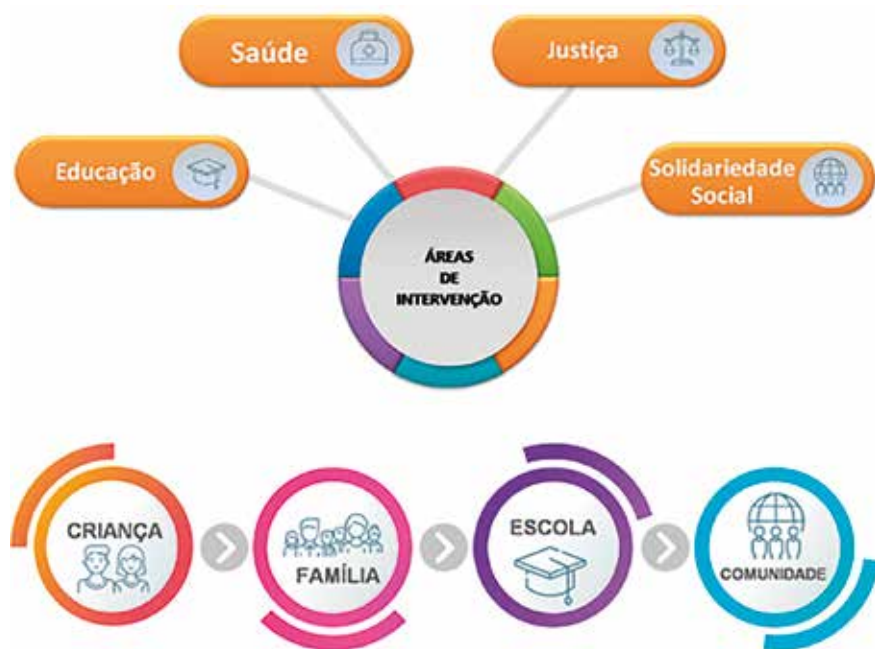 Saúde
Justiça
Educação
Solidariedade
Social
ÁREAS
DE
INTERVENÇÃO
CRIANÇA
FAMÍLIA
ESCOLA
COMUNIDADE